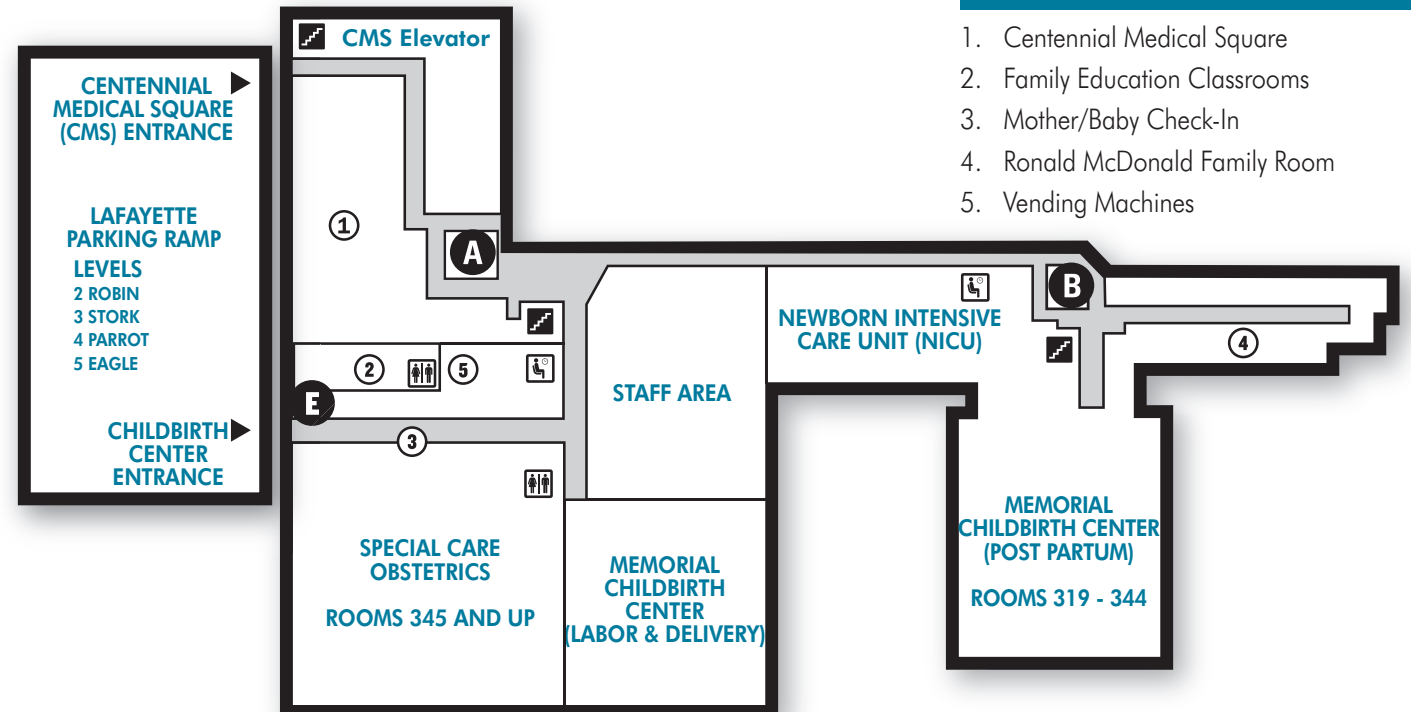 CMS Elevator
CENTENNIAL
MEDICAL SQUARE
(CMS) ENTRANCE
LAFAYETTE
PARKING RAMP
LEVELS
2 ROBIN
3 STORK
4 PARROT
5 EAGLE
CHILDBIRTH
CENTER
ENTRANCE
1. Centennial Medical Square
2. Family Education Classrooms
3. Mother/Baby Check-In
4. Ronald McDonald Family Room
5. Vending Machines
1
A
B
NEWBORN INTENSIVE
CARE UNIT (NICU)
4
2
5
E
STAFF AREA
3
SPECIAL CARE
OBSTETRICS
ROOMS 345 AND UP
MEMORIAL
CHILDBIRTH
CENTER
(LABOR & DELIVERY)
MEMORIAL
CHILDBIRTH CENTER
(POST PARTUM)
ROOMS 319 - 344